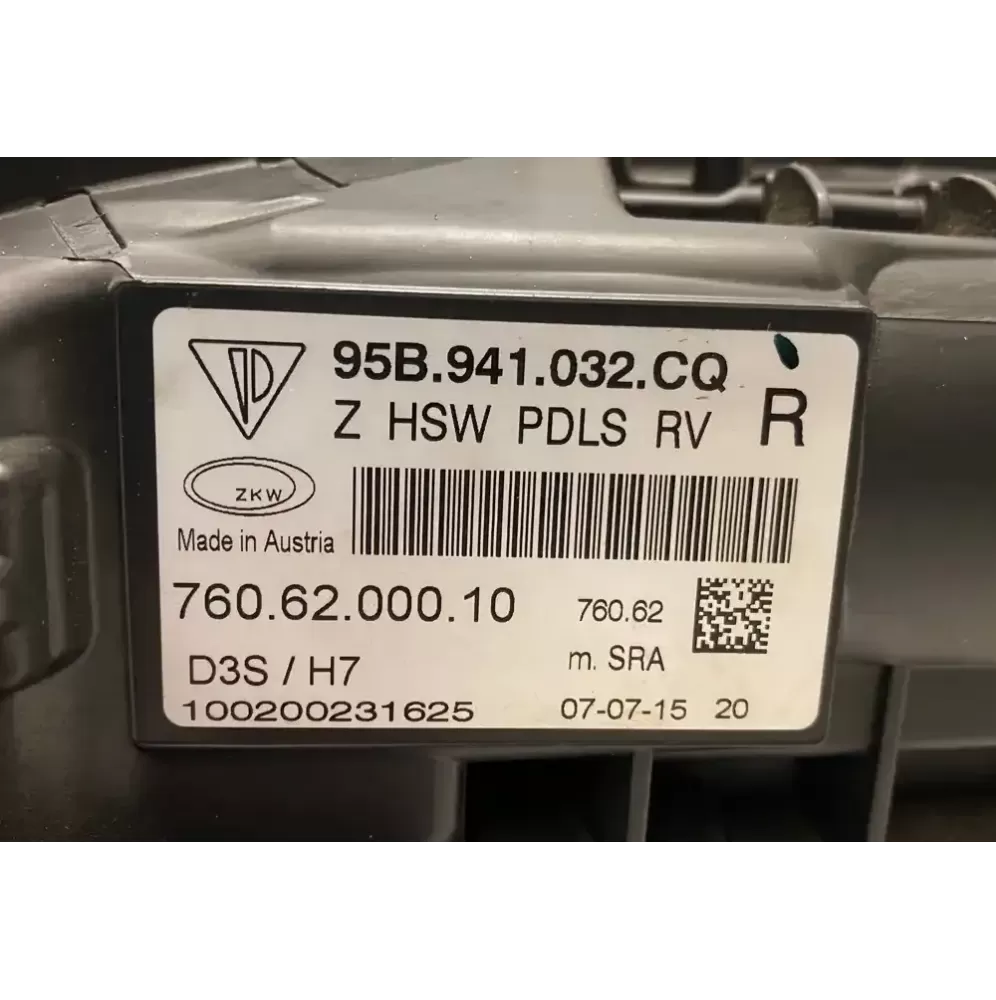 95B.941.032.CQ
Z HSW PDLS RV R
ZKW
Made in Austria
760.62.000.10 760.62
D3S / H7 m. SRA
100200231625 07-07-15 20